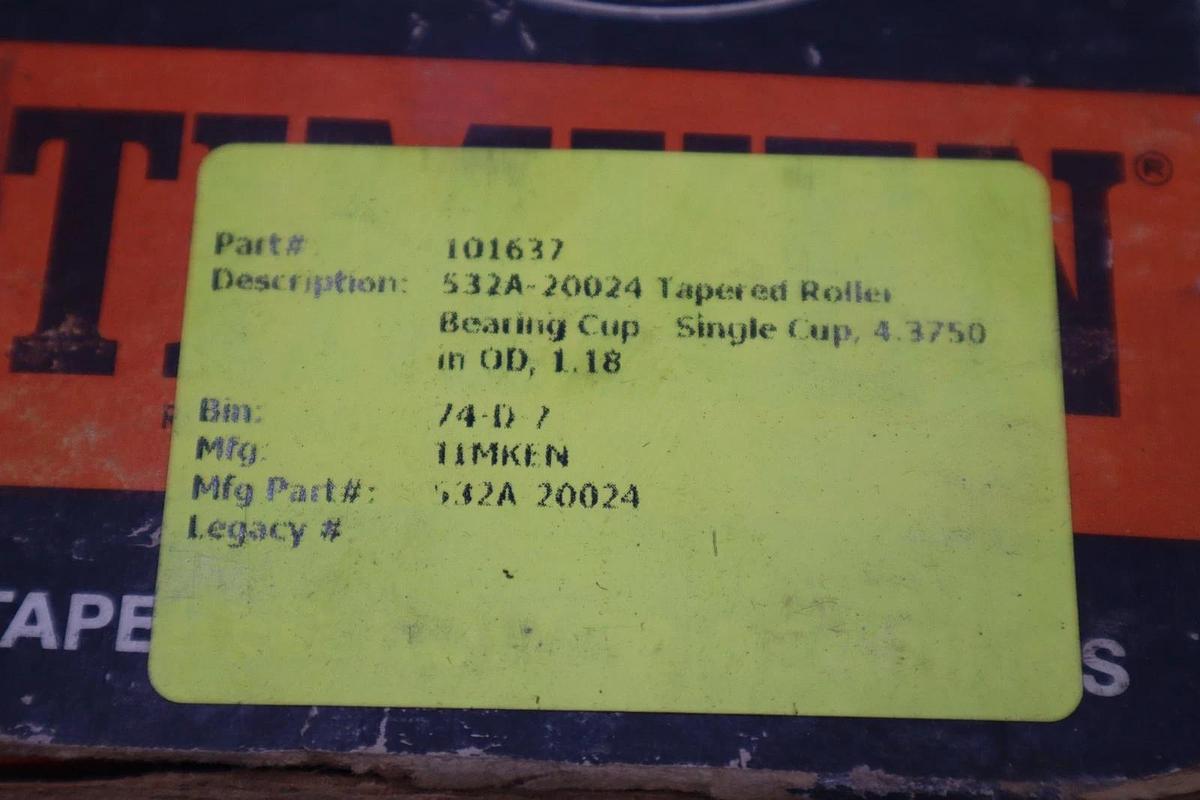 TIMKEN ®
Part# 101637
Description: 532A-20024 Tapered Roller
Bearing Cup Single Cup, 4.3750
in OD, 1.18
Bin: 74-D-7
Mfg: TIMKEN
Mfg Part#: 532A-20024
Legacy #
TAPE
S